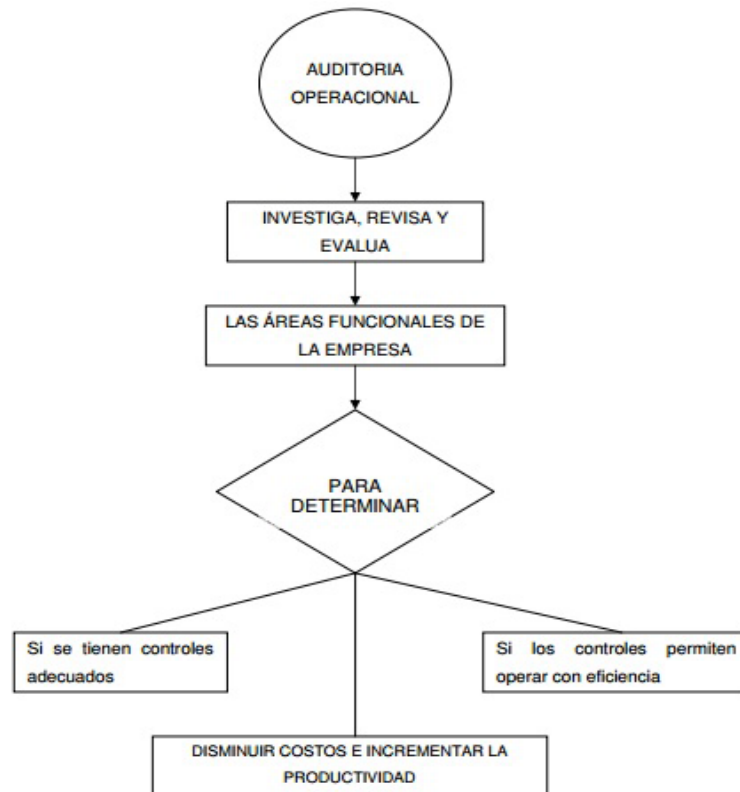 AUDITORIA
OPERACIONAL
INVESTIGA, REVISA Y
EVALUA
LAS ÁREAS FUNCIONALES DE
LA EMPRESA
PARA
DETERMINAR
Si se tienen controles
adecuados
Si los controles permiten
operar con eficiencia
DISMINUIR COSTOS E INCREMENTAR LA
PRODUCTIVIDAD